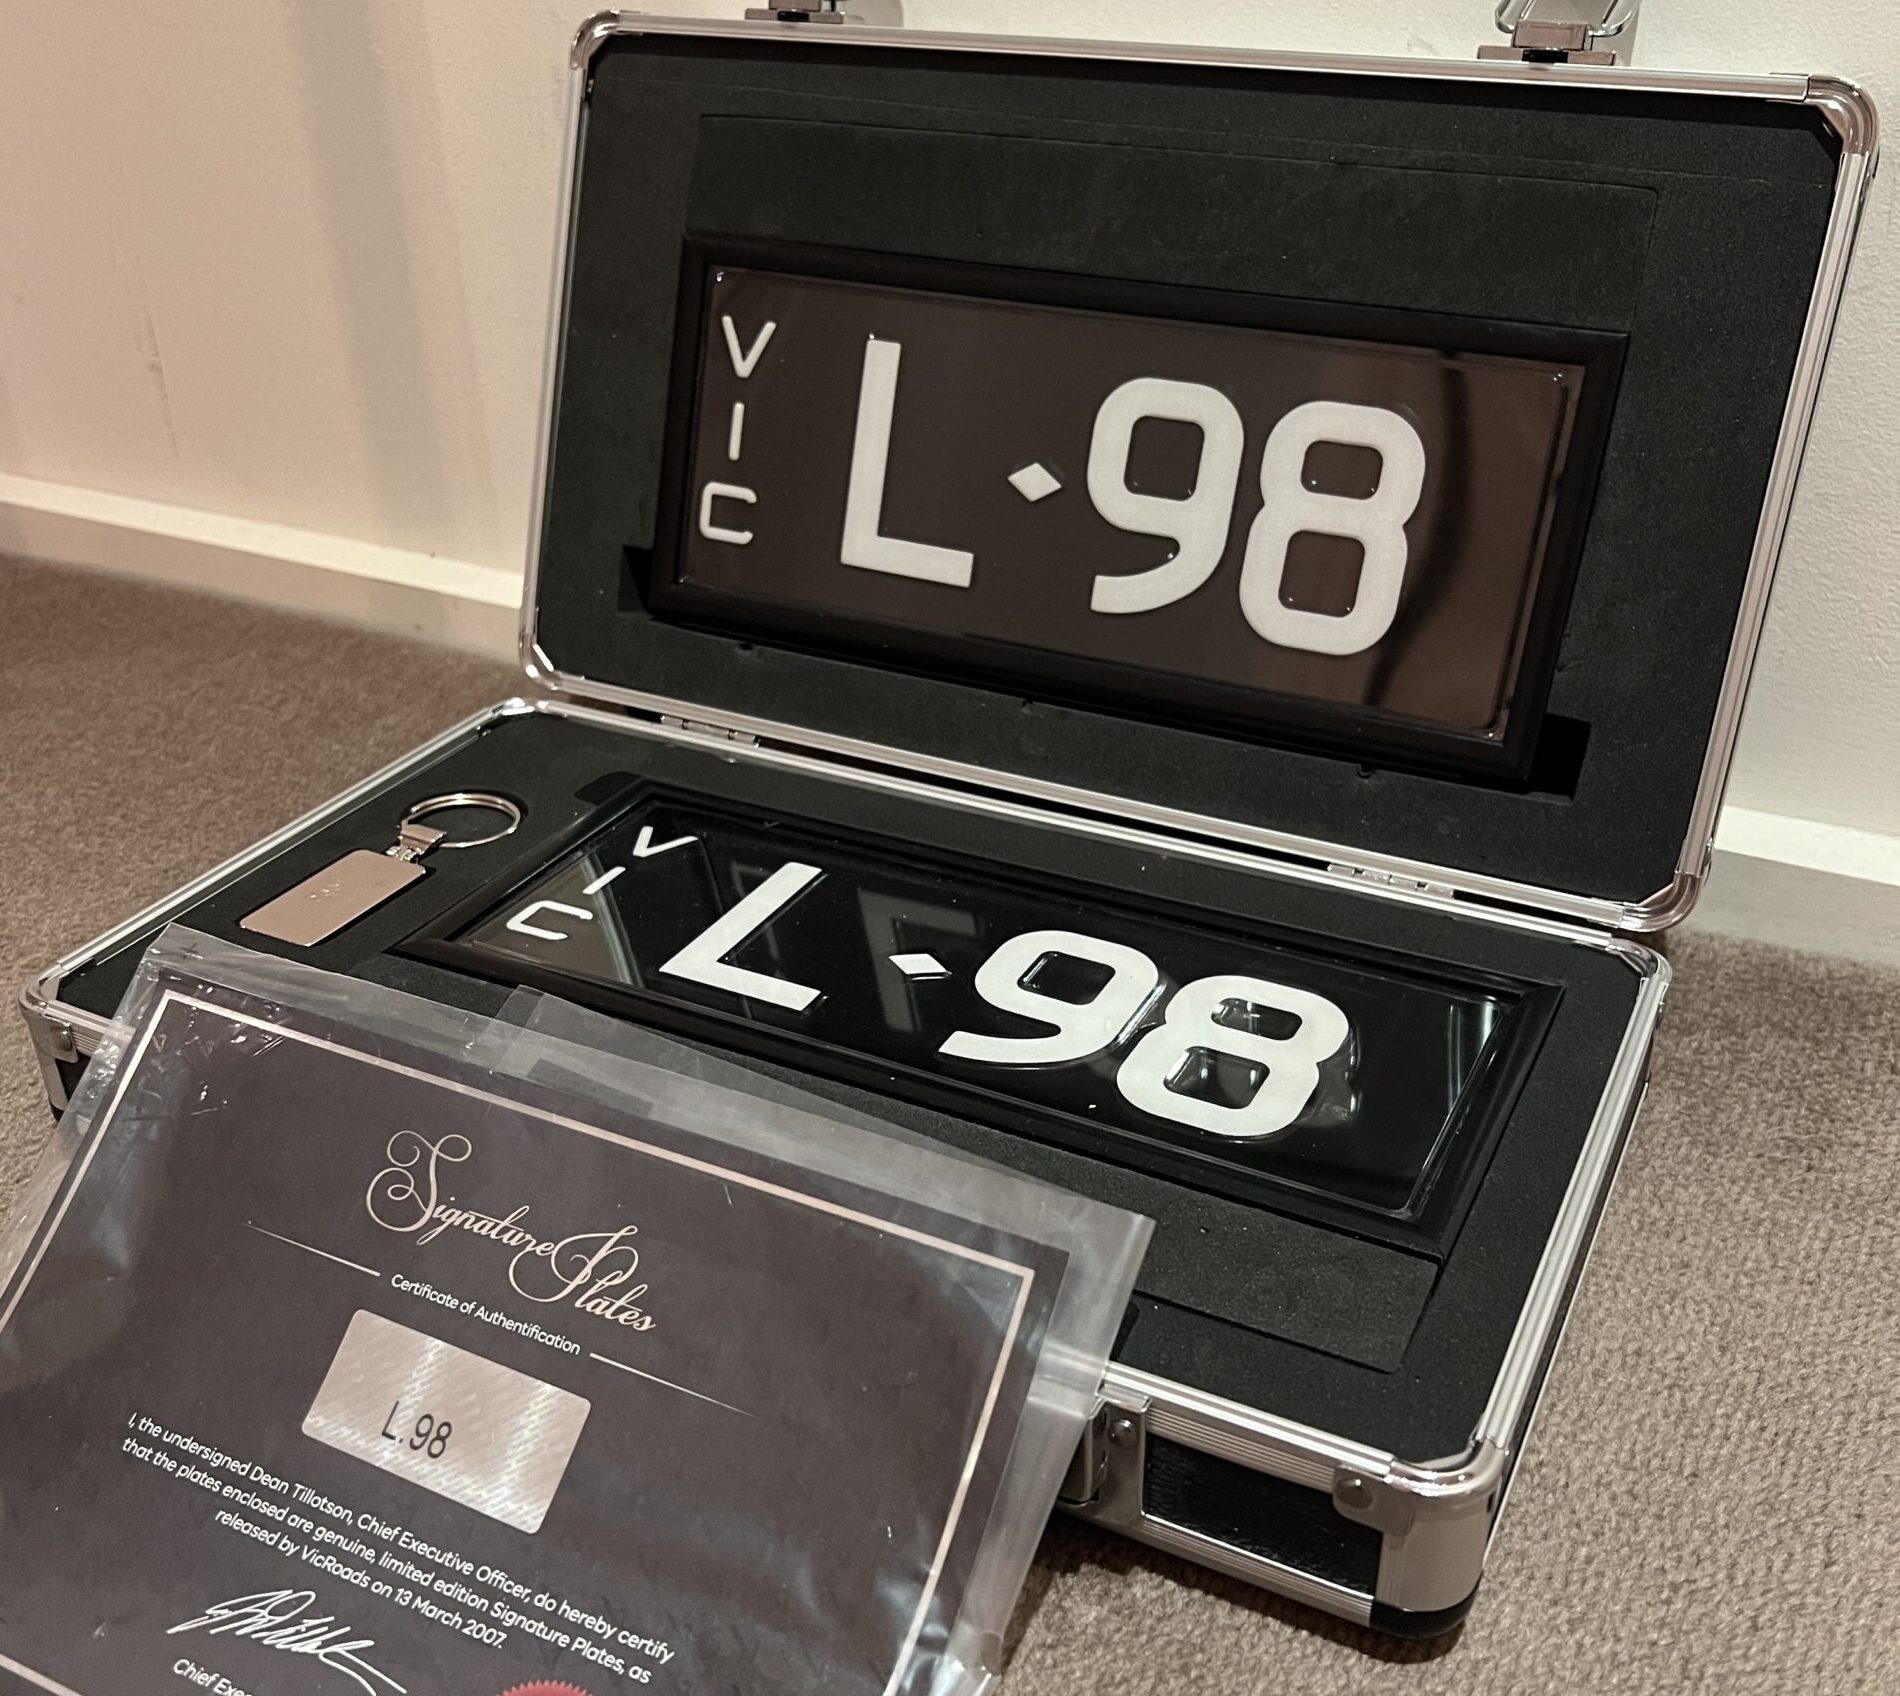 VIC
L♦98
VIC
L♦98
Signature Plates
Certificate of Authentification
L.98
I, the undersigned Dean Tillotson, Chief Executive Officer, do hereby certify
that the plates enclosed are genuine, limited edition Signature Plates, as
released by VicRoads on 13 March 2007.
Chief